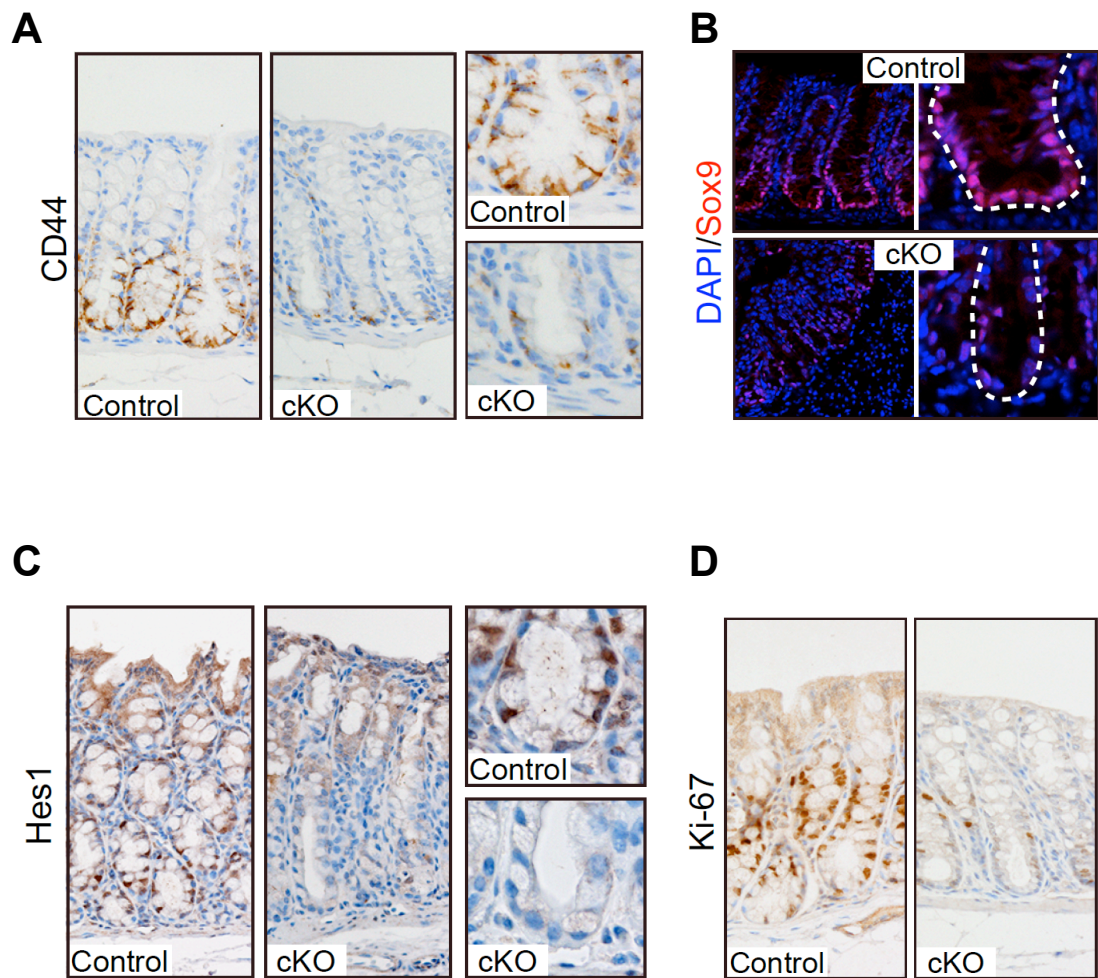 A
CD44
Control
cKO
Control
cKO
B
DAPI/Sox9
Control
cKO
C
Hes1
Control
cKO
Control
cKO
D
Ki-67
Control
cKO